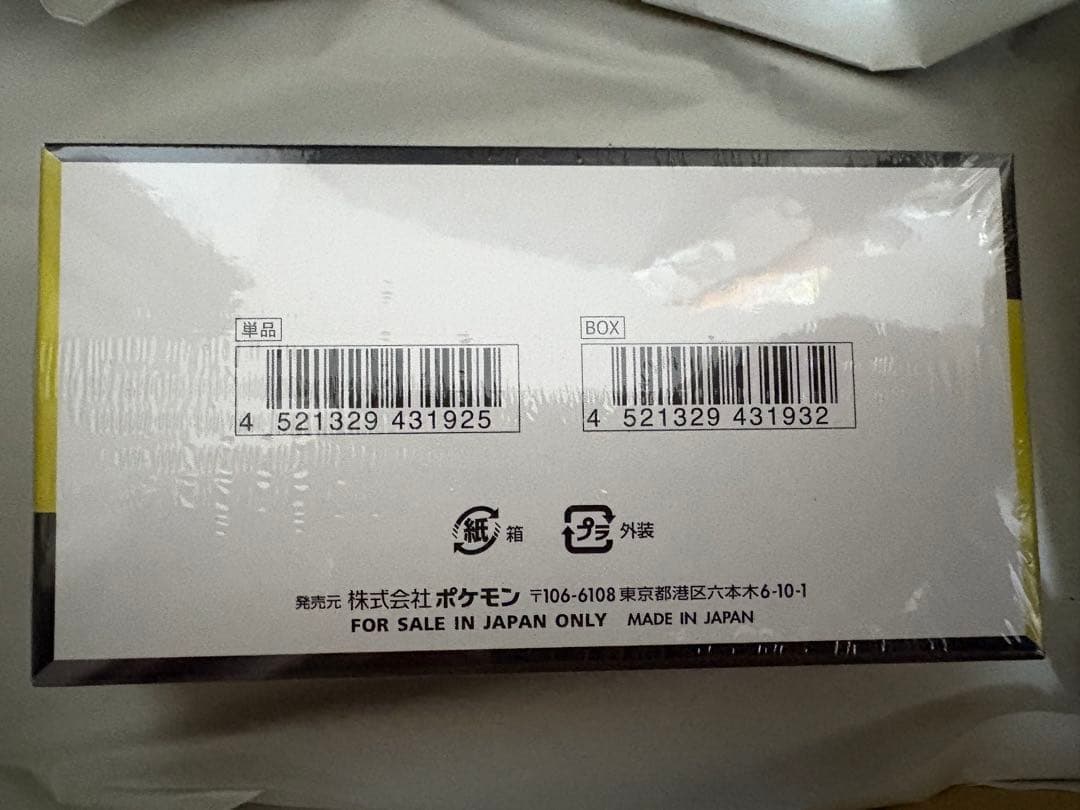 単品
4 521329 431925
BOX
4 521329 431932
紙 箱
プラ 外装
発売元 株式会社ポケモン 〒106-6108 東京都港区六本木6-10-1
FOR SALE IN JAPAN ONLY MADE IN JAPAN